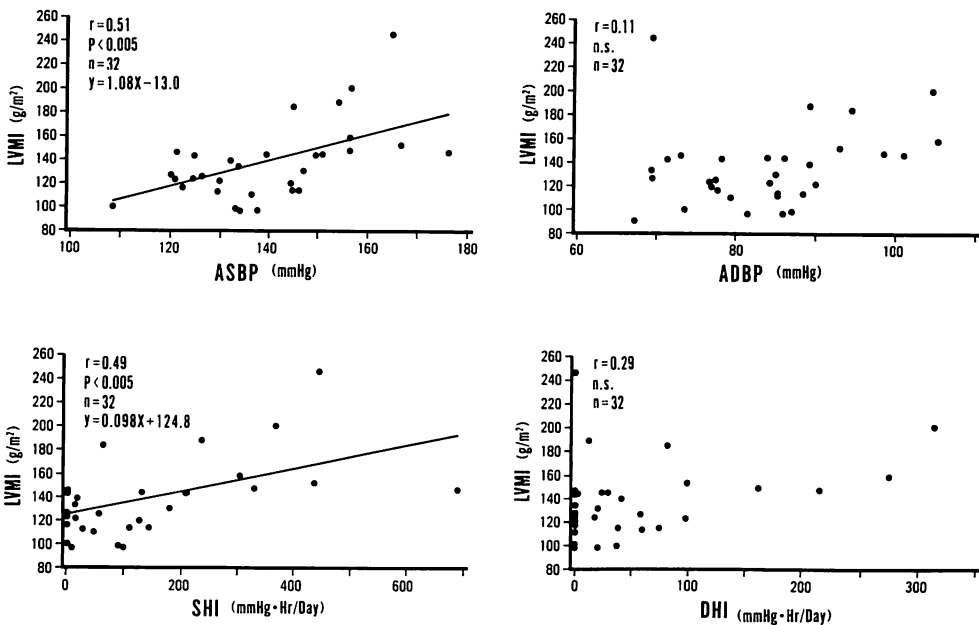 r=0.51
P<0.005
n=32
y=1.08X−13.0
LVMI (g/m²)
260
240
220
200
180
160
140
120
100
80
100 120 140 160 180
ASBP (mmHg)
r=0.11
n.s.
n=32
LVMI (g/m²)
260
240
220
200
180
160
140
120
100
80
60 80 100
ADBP (mmHg)
r=0.49
P<0.005
n=32
y=0.098X+124.8
LVMI (g/m²)
260
240
220
200
180
160
140
120
100
80
0 200 400 600
SHI (mmHg・Hr/Day)
r=0.29
n.s.
n=32
LVMI (g/m²)
260
240
220
200
180
160
140
120
100
80
0 100 200 300
DHI (mmHg・Hr/Day)